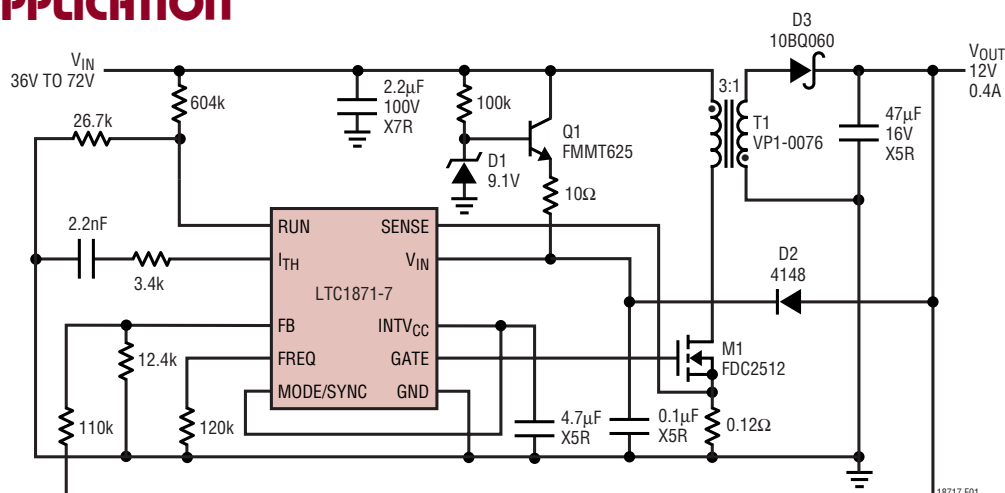 D3
10BQ060
VIN
36V TO 72V
VOUT
12V
0.4A
604k
2.2µF
100V
X7R
100k
3:1
26.7k
Q1
FMMT625
T1
VP1-0076
47µF
16V
X5R
D1
9.1V
10Ω
2.2nF
RUN
SENSE
ITH
VIN
3.4k
D2
4148
LTC1871-7
FB
INTVCC
12.4k
FREQ
GATE
M1
FDC2512
MODE/SYNC
GND
110k
120k
4.7µF
X5R
0.1µF
X5R
0.12Ω